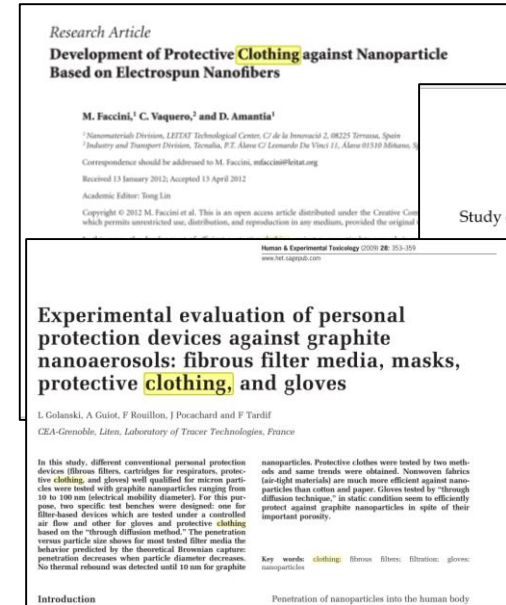 Research Article
Development of Protective Clothing against Nanoparticle
Based on Electrospun Nanofibers
M. Faccini,¹ C. Vaquero,² and D. Amantia¹
¹ Nanomaterials Division, LEITAT Technological Center, C/ de la Innovació 2, 08225 Terrassa, Spain
² Industry and Transport Division, Tecnalia, P.T. Álava C/ Leonardo Da Vinci 11, Álava 01510 Miñano,
Correspondence should be addressed to M. Faccini, mfaccini@leitat.org
Received 13 January 2012; Accepted 13 April 2012
Academic Editor: Tong Lin
Copyright © 2012 M. Faccini et al. This is an open access article distributed under the Creative Com
which permits unrestricted use, distribution, and reproduction in any medium, provided the original
Study
Human & Experimental Toxicology (2009) 28: 353–359
www.het.sagepub.com
Experimental evaluation of personal
protection devices against graphite
nanoaerosols: fibrous filter media, masks,
protective clothing, and gloves
L Golanski, A Guiot, F Rouillon, J Pocachard and F Tardif
CEA-Grenoble, Liten, Laboratory of Tracer Technologies, France
In this study, different conventional personal protection
devices (fibrous filters, cartridges for respirators, protec-
tive clothing, and gloves) well qualified for micron parti-
cles were tested with graphite nanoparticles ranging from
10 to 100 nm (electrical mobility diameter). For this pur-
pose, two specific test benches were designed: one for
filter-based devices which are tested under a controlled
air flow and other for gloves and protective clothing
based on the "through diffusion method." The penetration
versus particle size shows for most tested filter media the
behavior predicted by the theoretical Brownian capture:
penetration decreases when particle diameter decreases.
No thermal rebound was detected until 10 nm for graphite
nanoparticles. Protective clothes were tested by two meth-
ods and same trends were obtained. Nonwoven fabrics
(air-tight materials) are much more efficient against nano-
particles than cotton and paper. Gloves tested by "through
diffusion technique," in static condition seem to efficiently
protect against graphite nanoparticles in spite of their
important porosity.
Key words: clothing; fibrous filters; filtration; gloves;
nanoparticles
Introduction
Penetration of nanoparticles into the human body